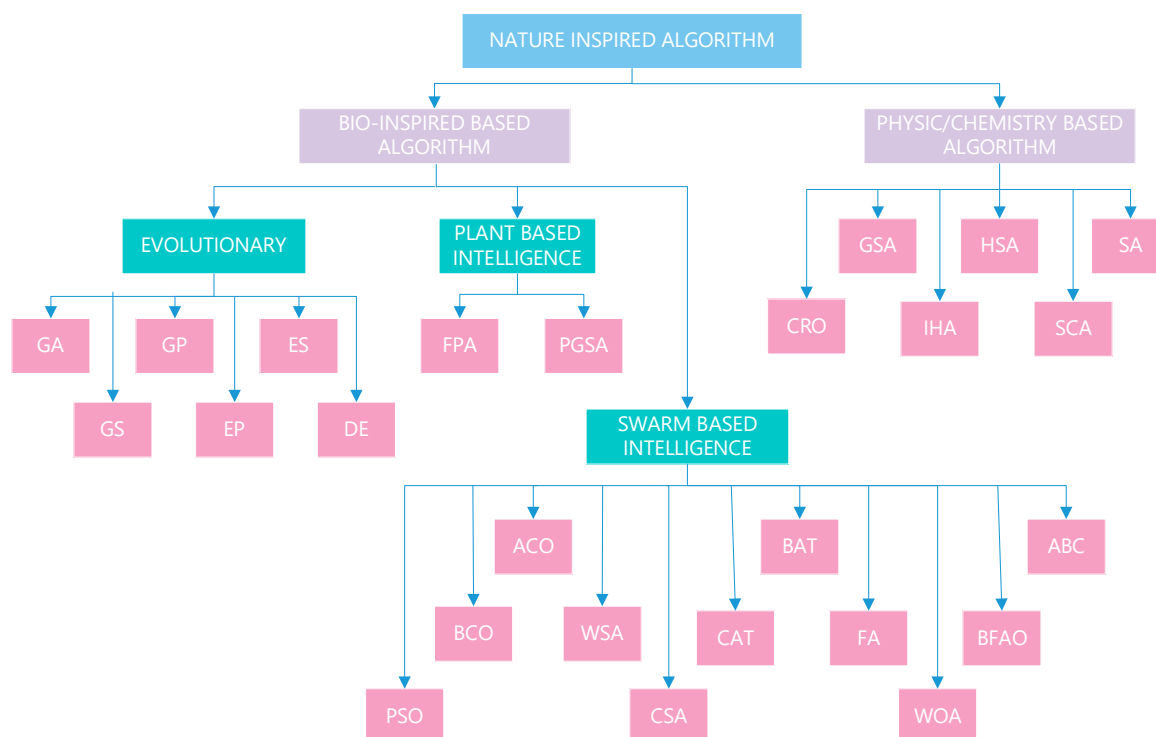 NATURE INSPIRED ALGORITHM
BIO-INSPIRED BASED
ALGORITHM
PHYSIC/CHEMISTRY BASED
ALGORITHM
EVOLUTIONARY
PLANT BASED
INTELLIGENCE
GSA
HSA
SA
CRO
IHA
SCA
GA
GP
ES
FPA
PGSA
GS
EP
DE
SWARM BASED
INTELLIGENCE
ACO
BAT
ABC
BCO
WSA
CAT
FA
BFAO
PSO
CSA
WOA